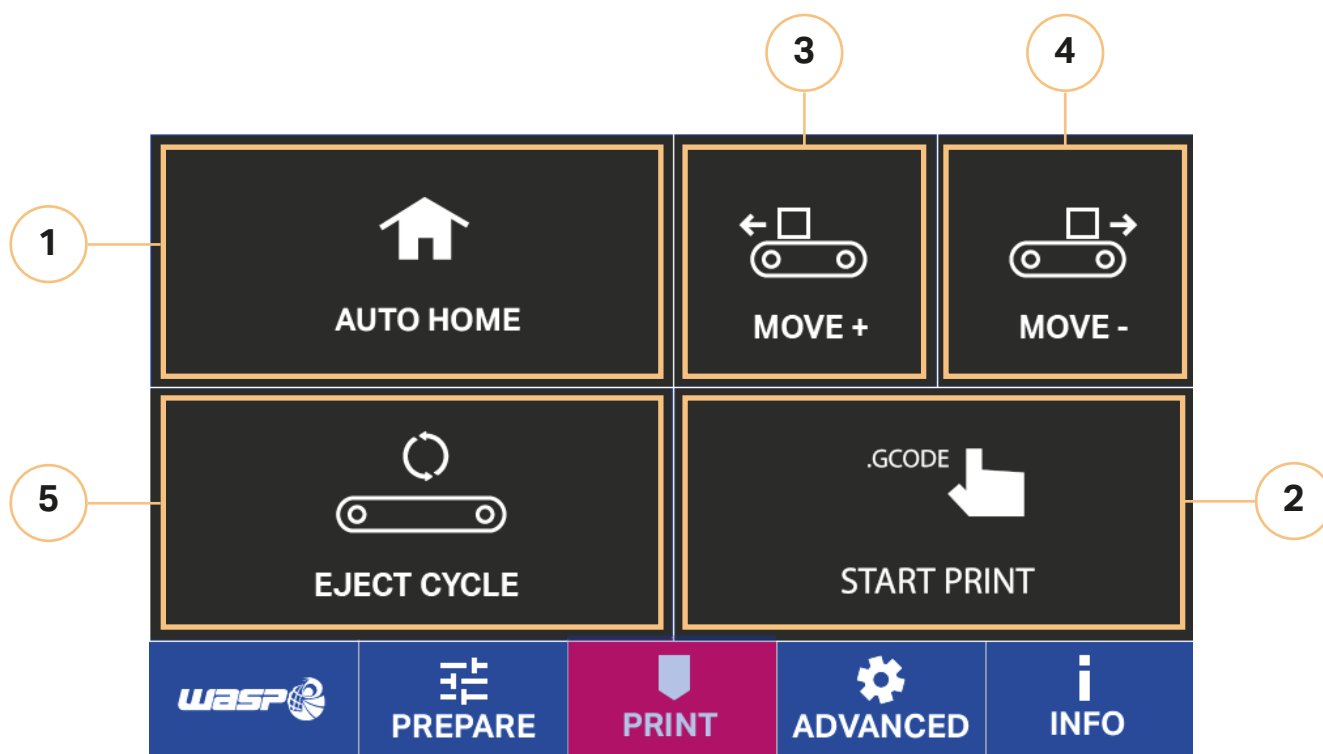 3 4
1
AUTO HOME
MOVE +
MOVE -
5
EJECT CYCLE
.GCODE
START PRINT
2
wasp
PREPARE
PRINT
ADVANCED
INFO